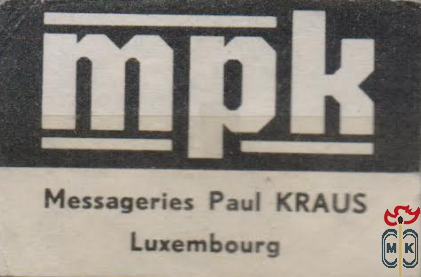 mpk
Messageries Paul KRAUS
Luxembourg
MK